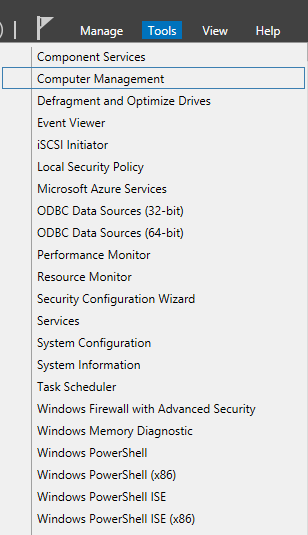 Manage Tools View Help
Component Services
Computer Management
Defragment and Optimize Drives
Event Viewer
iSCSI Initiator
Local Security Policy
Microsoft Azure Services
ODBC Data Sources (32-bit)
ODBC Data Sources (64-bit)
Performance Monitor
Resource Monitor
Security Configuration Wizard
Services
System Configuration
System Information
Task Scheduler
Windows Firewall with Advanced Security
Windows Memory Diagnostic
Windows PowerShell
Windows PowerShell (x86)
Windows PowerShell ISE
Windows PowerShell ISE (x86)